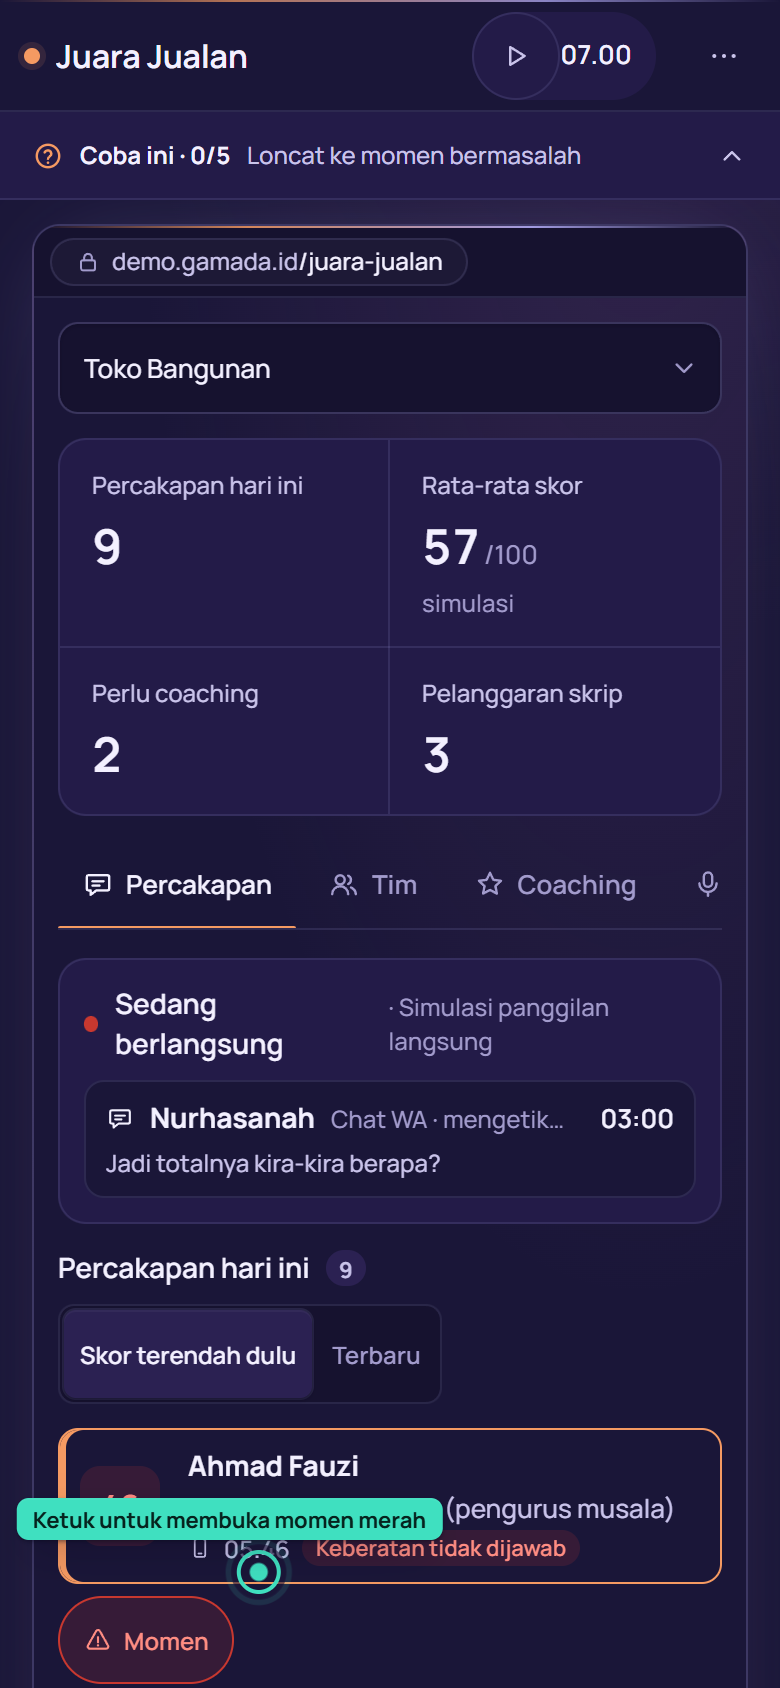 Juara Jualan
07.00
Coba ini · 0/5 Loncat ke momen bermasalah
demo.gamada.id/juara-jualan
Toko Bangunan
Percakapan hari ini
9
Rata-rata skor
57 /100
simulasi
Perlu coaching
2
Pelanggaran skrip
3
Percakapan
Tim
Coaching
Sedang berlangsung
· Simulasi panggilan langsung
Nurhasanah Chat WA · mengetik... 03:00
Jadi totalnya kira-kira berapa?
Percakapan hari ini 9
Skor terendah dulu
Terbaru
Ahmad Fauzi
(pengurus musala)
Ketuk untuk membuka momen merah
05:46 Keberatan tidak dijawab
Momen